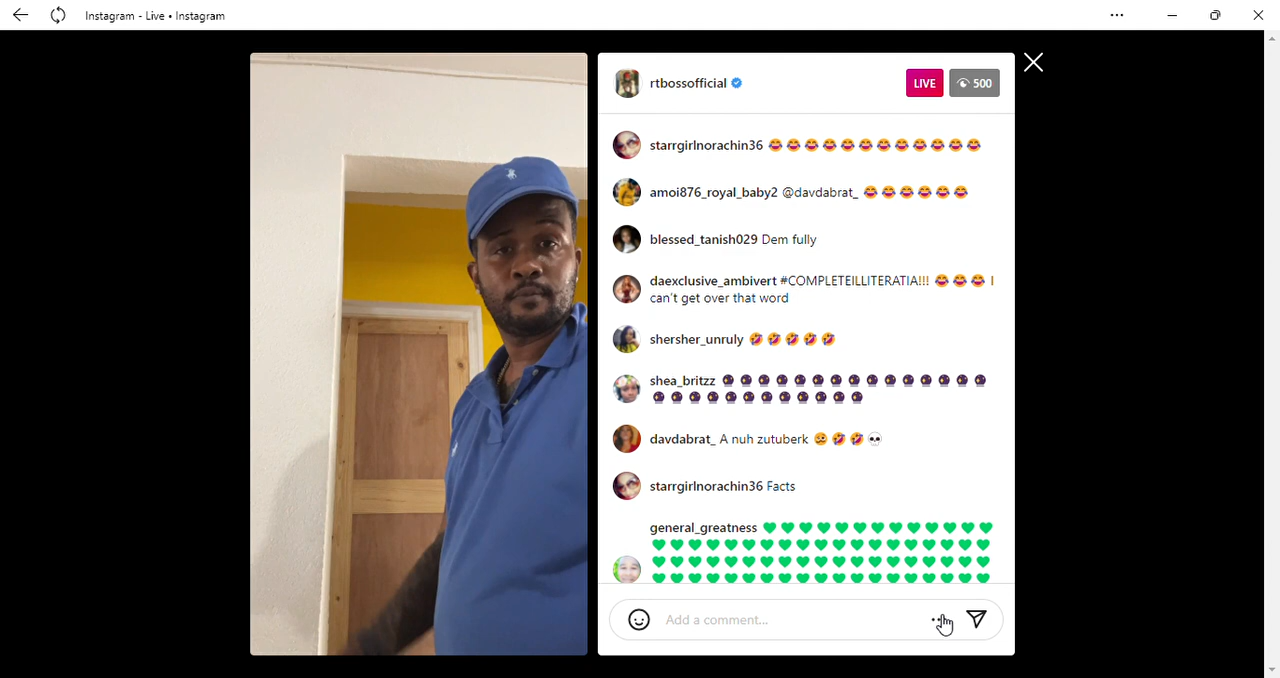 Instagram - Live • Instagram
rtbossofficial
LIVE
500
starrgirlnorachin36 😂😂😂😂😂😂😂😂😂😂😂😂
amoi876_royal_baby2 @davdabrat_ 😂😂😂😂😂😂
blessed_tanish029 Dem fully
daexclusive_ambivert #COMPLETEILLITERATIA!!! 😂😂😂 I
can't get over that word
shersher_unruly 🤣🤣🤣🤣🤣
shea_britzz 🔮🔮🔮🔮🔮🔮🔮🔮🔮🔮🔮🔮🔮🔮🔮
🔮🔮🔮🔮🔮🔮🔮🔮🔮🔮🔮🔮
davdabrat_ A nuh zutuberk 🥴🤣🤣💀
starrgirlnorachin36 Facts
general_greatness 💚💚💚💚💚💚💚💚💚💚💚💚💚
💚💚💚💚💚💚💚💚💚💚💚💚💚💚💚💚💚💚💚
💚💚💚💚💚💚💚💚💚💚💚💚💚💚💚💚💚💚💚
💚💚💚💚💚💚💚💚💚💚💚💚💚💚💚💚💚💚💚
Add a comment...